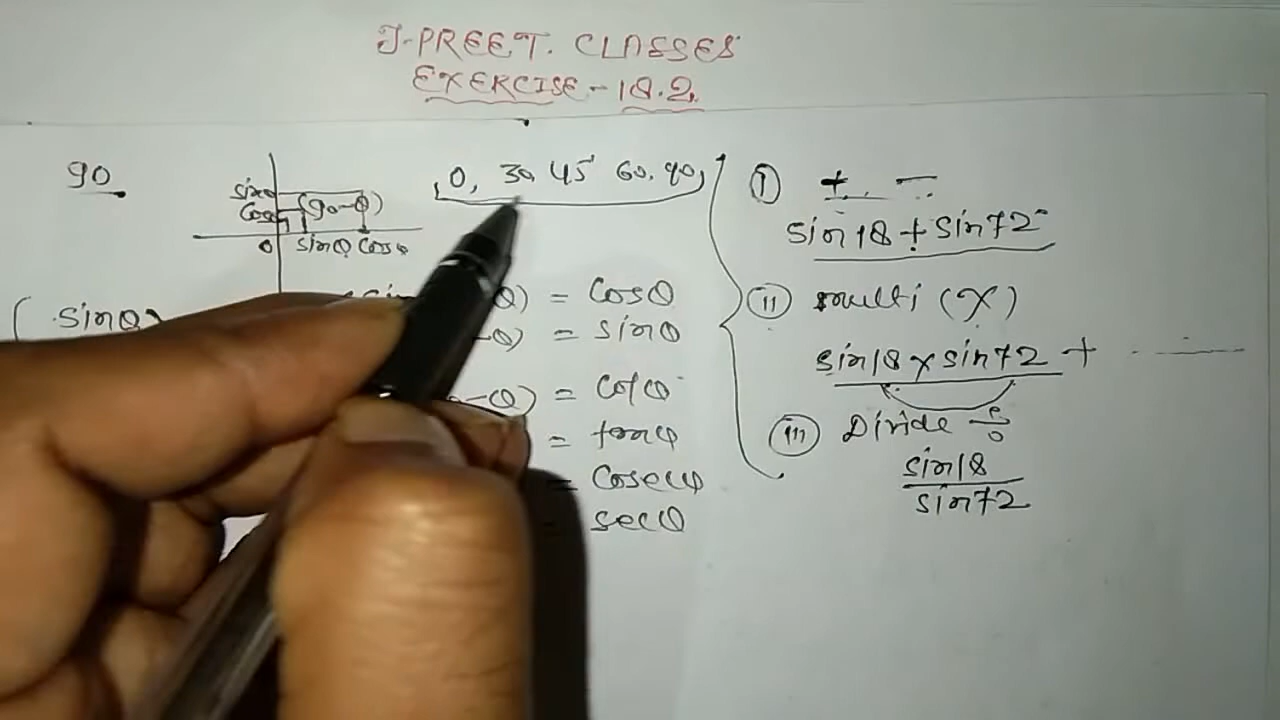 J-PREET. CLASSES
EXERCISE - 18.2
90
sinθ
Cosθ
(90-θ)
0 sinθ Cosθ
0, 30, 45 60, 90,
( sinθ
θ) = Cosθ
-θ) = sinθ
-θ) = Cotθ
= tanθ
= Cosecθ
= secθ
(i) + -
sin18 + sin72
(ii) multi (×)
sin18 × sin72 +
(iii) Divide
sin18
sin72